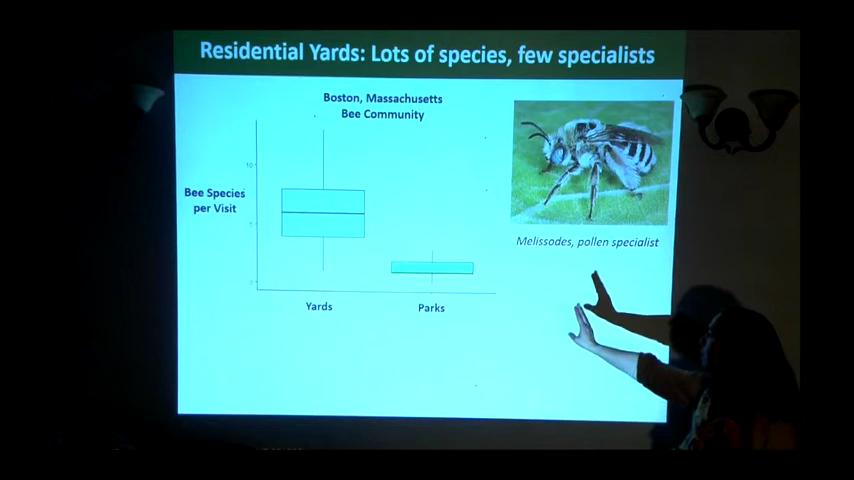 Residential Yards: Lots of species, few specialists
Boston, Massachusetts
Bee Community
10
Bee Species
per Visit
Melissodes, pollen specialist
Yards
Parks